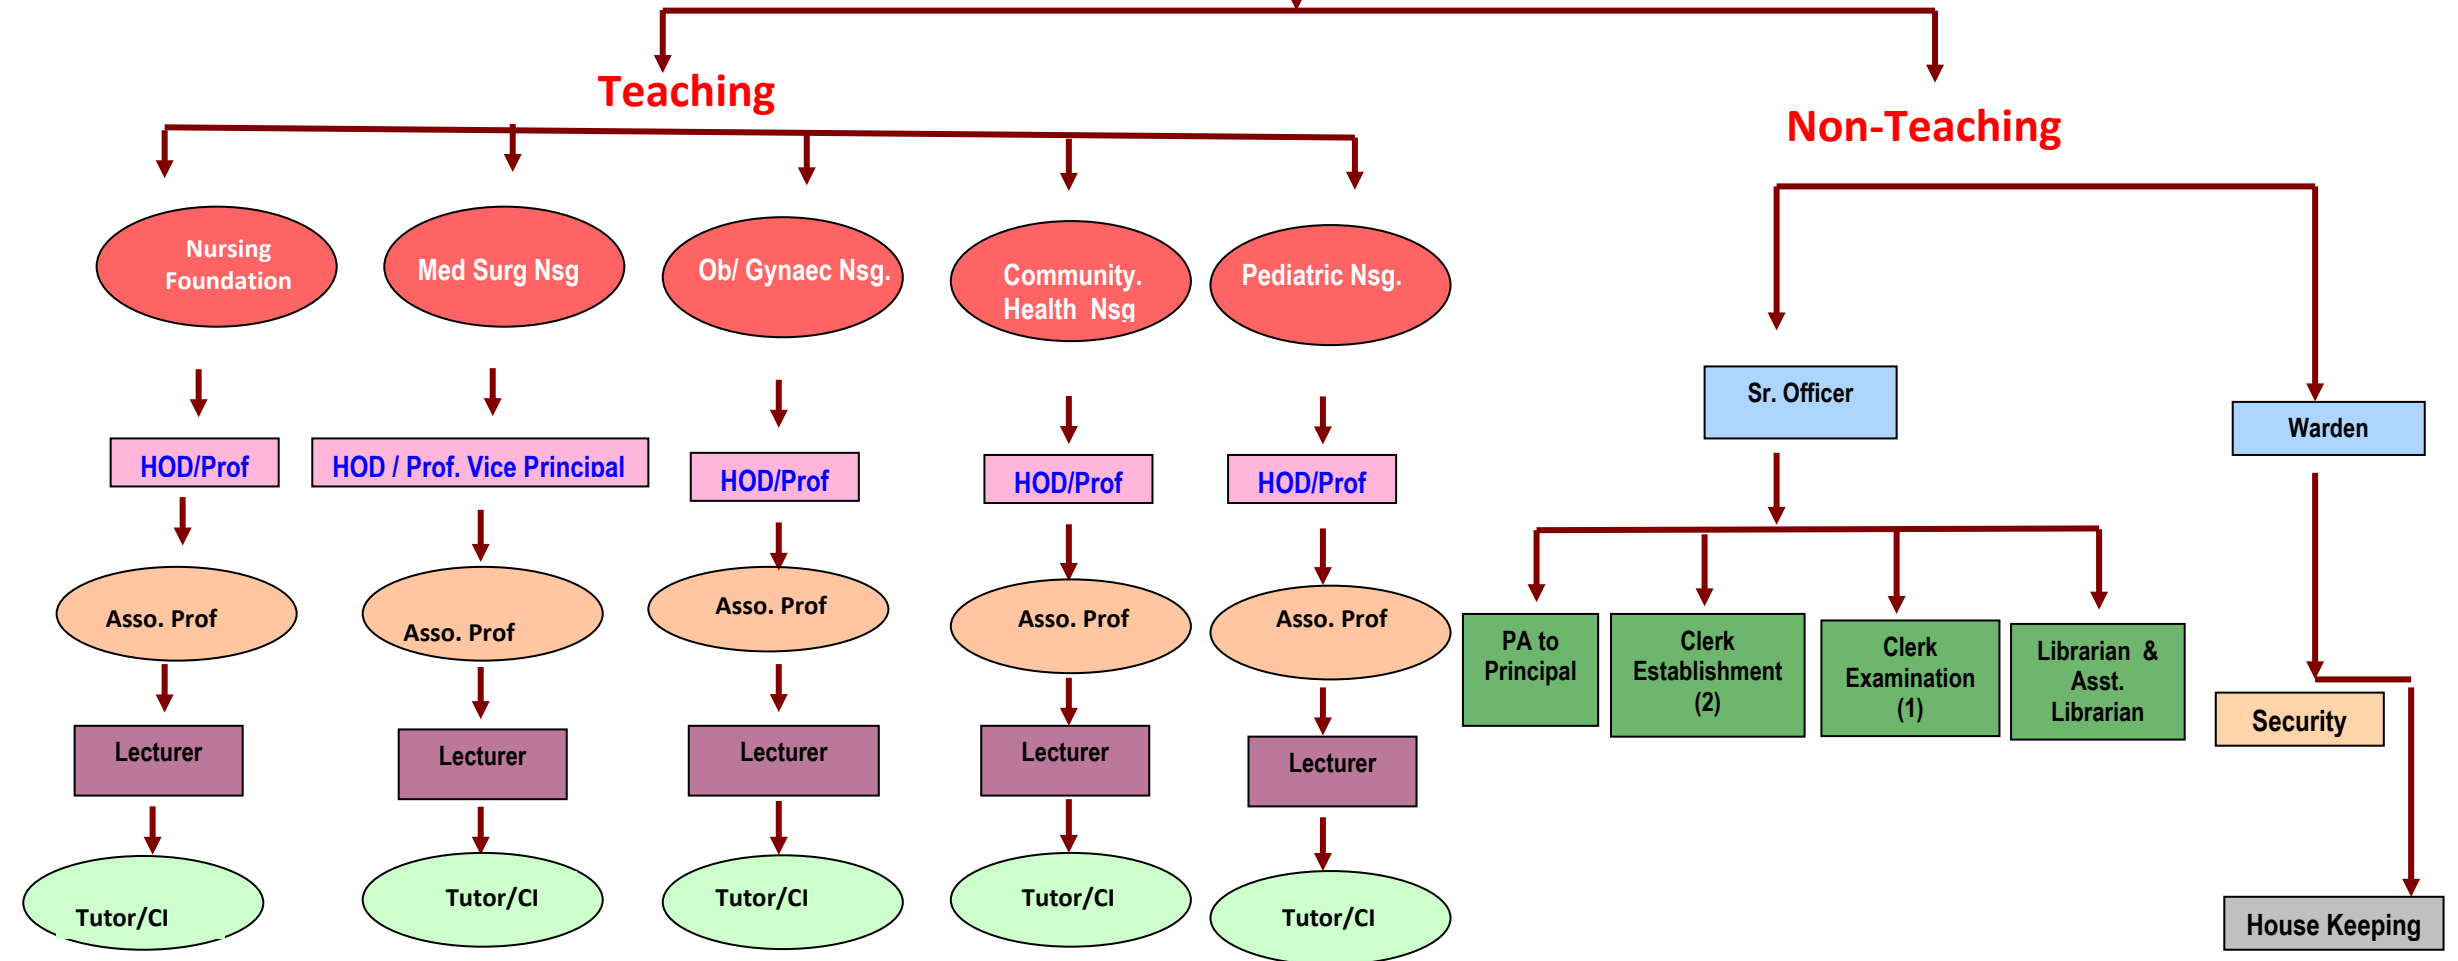 Teaching
Non-Teaching
Nursing
Foundation
Med Surg Nsg
Ob/ Gynaec Nsg.
Community.
Health  Nsg
Pediatric Nsg.
Sr. Officer
Warden
HOD/Prof
HOD / Prof. Vice Principal
HOD/Prof
HOD/Prof
HOD/Prof
Asso. Prof
Asso. Prof
Asso. Prof
Asso. Prof
Asso. Prof
PA to
Principal
Clerk
Establishment
(2)
Clerk
Examination
(1)
Librarian  &
Asst.
Librarian
Security
Lecturer
Lecturer
Lecturer
Lecturer
Lecturer
Tutor/CI
Tutor/CI
Tutor/CI
Tutor/CI
Tutor/CI
House Keeping